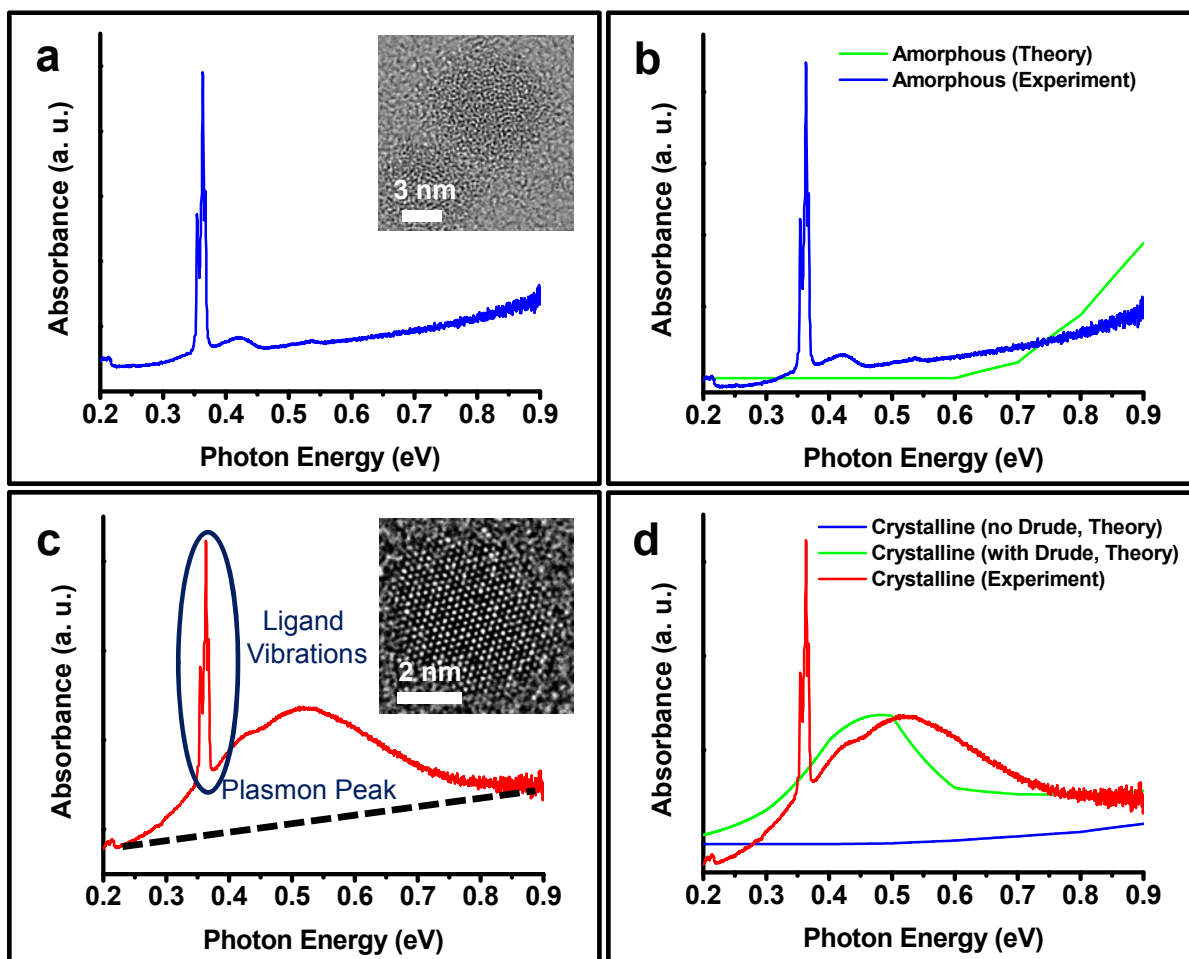 a
Absorbance (a. u.)
3 nm
0.2 0.3 0.4 0.5 0.6 0.7 0.8 0.9
Photon Energy (eV)
b
Absorbance (a. u.)
Amorphous (Theory)
Amorphous (Experiment)
0.2 0.3 0.4 0.5 0.6 0.7 0.8 0.9
Photon Energy (eV)
c
Absorbance (a. u.)
Ligand
Vibrations
2 nm
Plasmon Peak
0.2 0.3 0.4 0.5 0.6 0.7 0.8 0.9
Photon Energy (eV)
d
Absorbance (a. u.)
Crystalline (no Drude, Theory)
Crystalline (with Drude, Theory)
Crystalline (Experiment)
0.2 0.3 0.4 0.5 0.6 0.7 0.8 0.9
Photon Energy (eV)